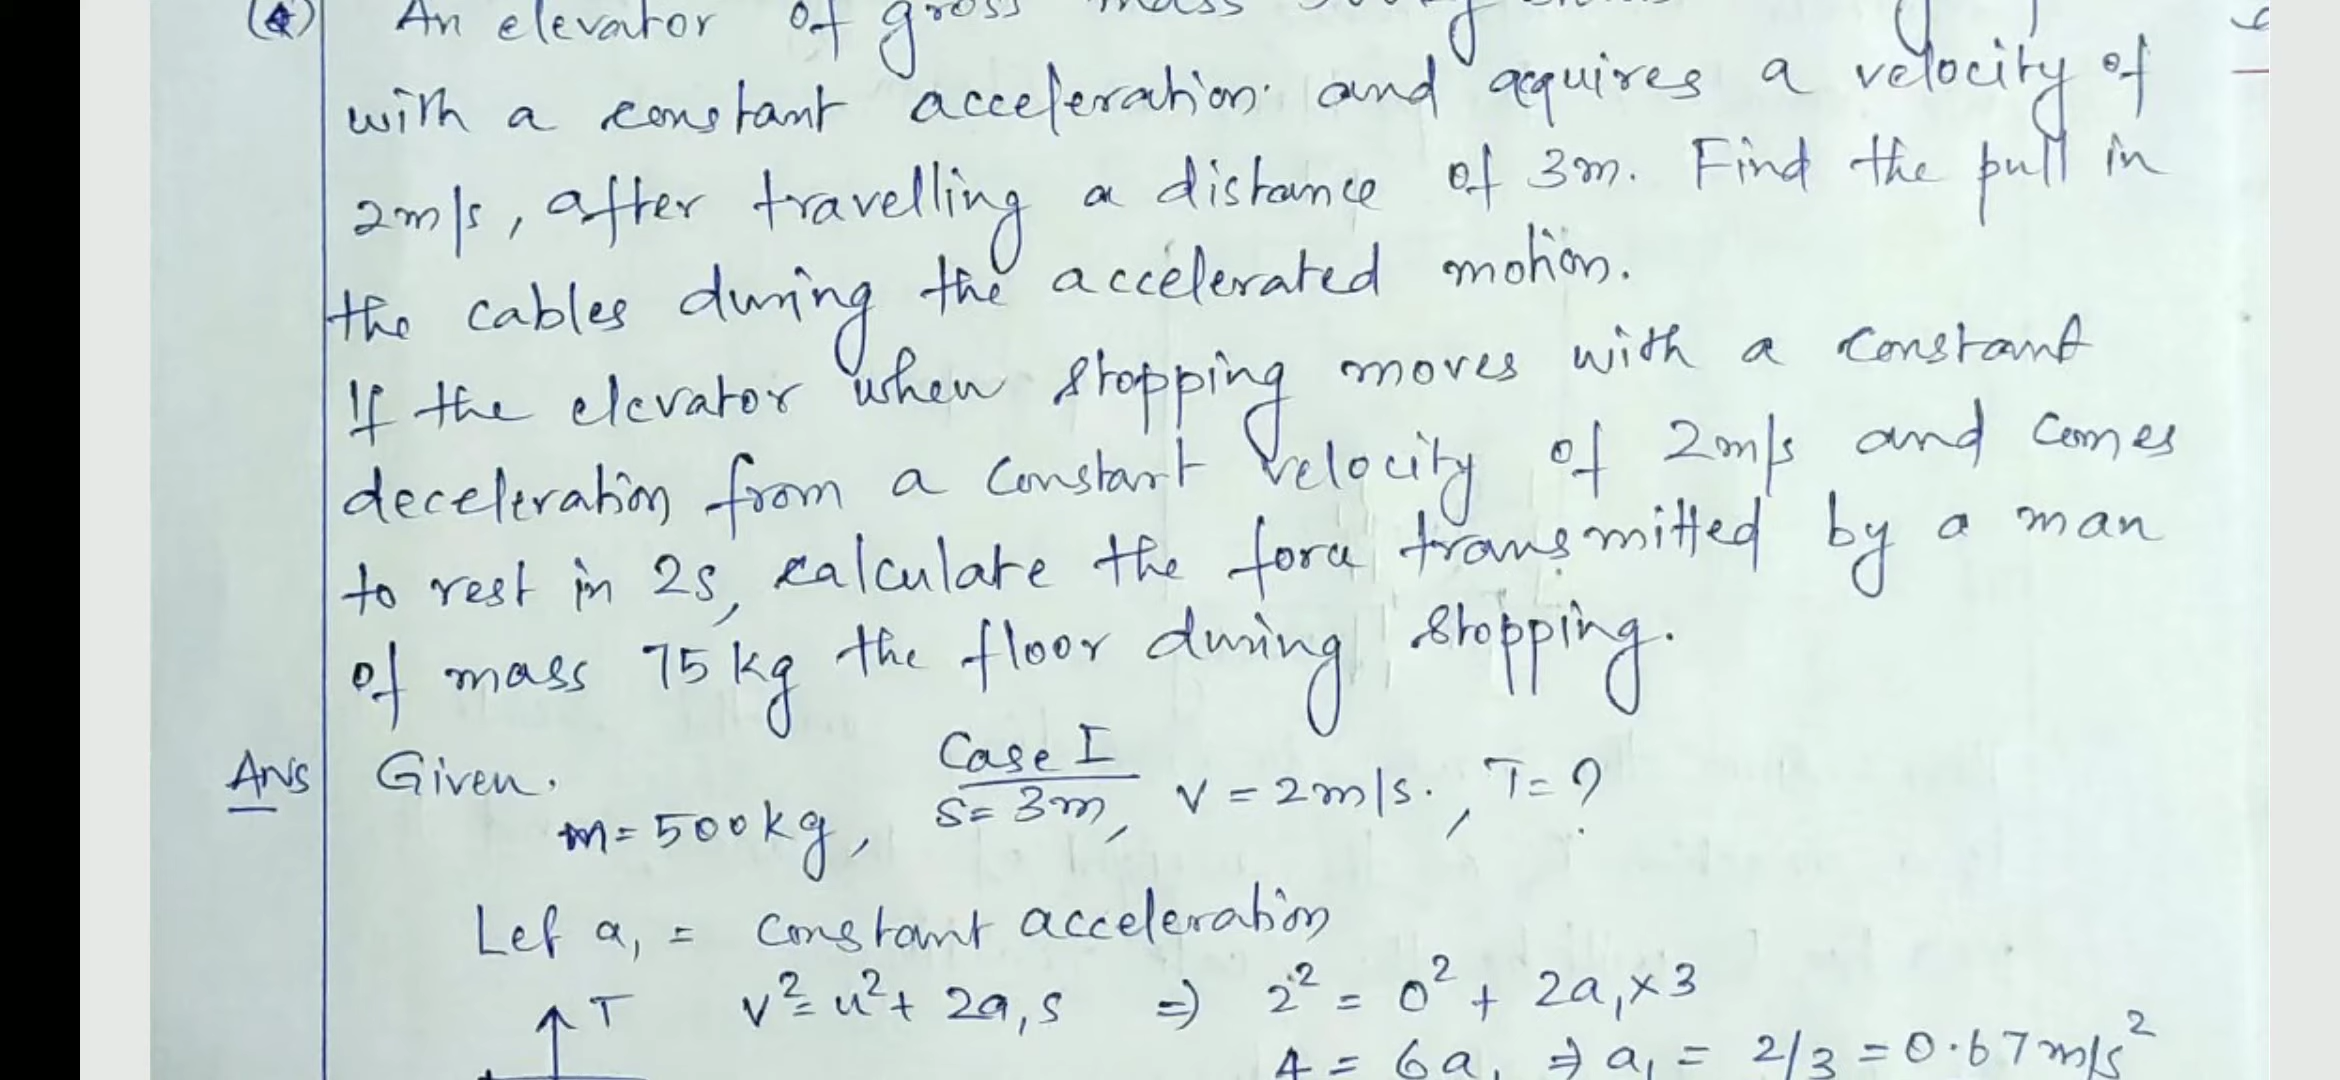 (Q) An elevator of gross mass
with a constant acceleration and acquires a velocity of
2m/s, after travelling a distance of 3m. Find the pull in
the cables during the accelerated motion.
If the elevator when stopping moves with a constant
deceleration from a constant velocity of 2m/s and comes
to rest in 2s, calculate the force transmitted by a man
of mass 75 kg the floor during stopping.
Ans Given. Case I
m = 500kg, S = 3m, V = 2m/s., T = ?
Let a₁ = constant acceleration
T V² = u² + 2a₁s ⇒ 2² = 0² + 2a₁×3
4 = 6a₁ ⇒ a₁ = 2/3 = 0.67 m/s²